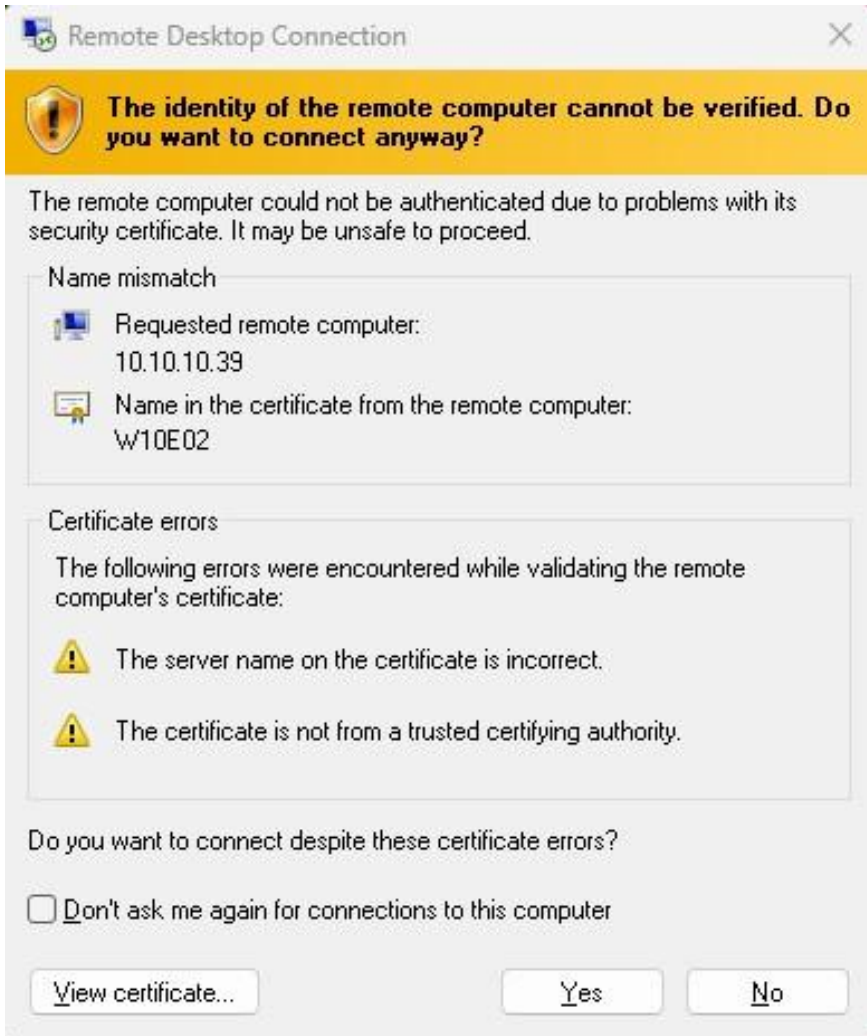 Remote Desktop Connection
The identity of the remote computer cannot be verified. Do
you want to connect anyway?
The remote computer could not be authenticated due to problems with its
security certificate. It may be unsafe to proceed.
Name mismatch
Requested remote computer:
10.10.10.39
Name in the certificate from the remote computer:
W10E02
Certificate errors
The following errors were encountered while validating the remote
computer's certificate:
The server name on the certificate is incorrect.
The certificate is not from a trusted certifying authority.
Do you want to connect despite these certificate errors?
Don't ask me again for connections to this computer
View certificate... Yes No